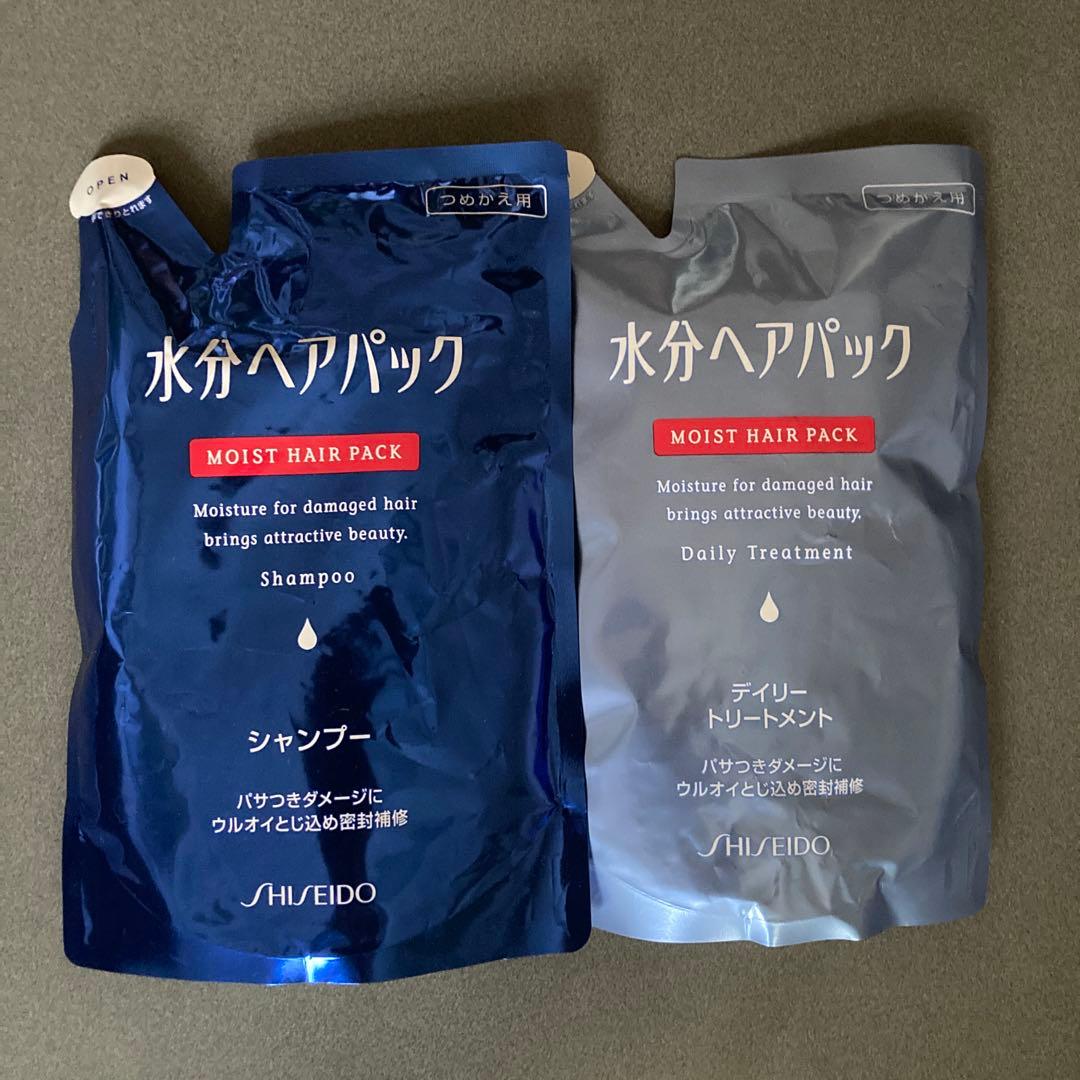 OPEN
つめかえ用
水分ヘアパック
MOIST HAIR PACK
Moisture for damaged hair
brings attractive beauty.
Shampoo
シャンプー
パサつきダメージに
ウルオイとじ込め密封補修
SHISEIDO
つめかえ用
水分ヘアパック
MOIST HAIR PACK
Moisture for damaged hair
brings attractive beauty.
Daily Treatment
デイリー
トリートメント
パサつきダメージに
ウルオイとじ込め密封補修
SHISEIDO